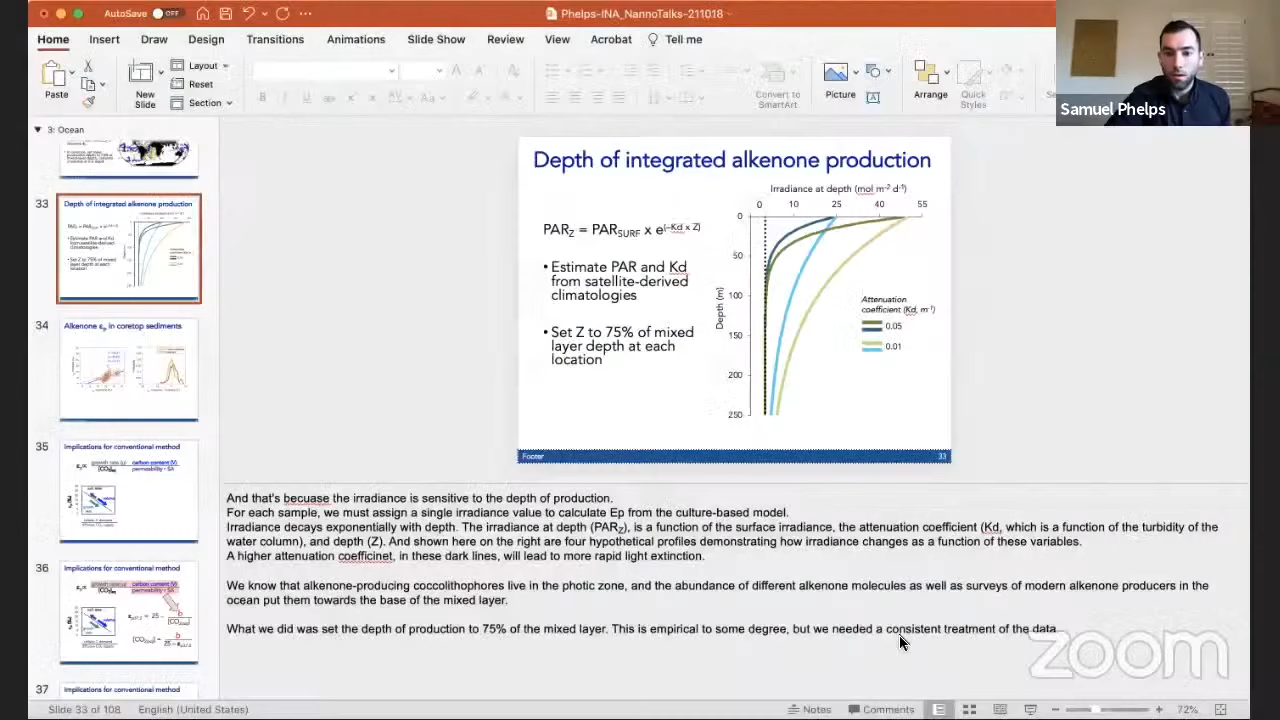 AutoSave OFF
Phelps-INA_NannoTalks-211018
Home Insert Draw Design Transitions Animations Slide Show Review View Acrobat Tell me
Paste
New
Slide
Layout
Reset
Section
Convert to
SmartArt
Picture
Arrange
Quick
Styles
Samuel Phelps
3: Ocean
33
Depth of integrated alkenone production
34
Alkenone εp in coretop sediments
35
Implications for conventional method
36
Implications for conventional method
37
Implications for conventional method
Depth of integrated alkenone production
PARZ = PARSURF x e(–Kd x Z)
• Estimate PAR and Kd
from satellite-derived
climatologies
• Set Z to 75% of mixed
layer depth at each
location
Irradiance at depth (mol m-2 d-1)
0 10 25 40 55
0
50
100
150
200
250
Depth (m)
Attenuation
coefficient (Kd, m-1)
0.05
0.01
Footer 33
And that's becuase the irradiance is sensitive to the depth of production.
For each sample, we must assign a single irradiance value to calculate Ep from the culture-based model.
Irradiance decays exponentially with depth. The irradiance at depth (PARZ), is a function of the surface irradiance, the attenuation coefficient (Kd, which is a function of the turbidity of the
water column), and depth (Z). And shown here on the right are four hypothetical profiles demonstrating how irradiance changes as a function of these variables.
A higher attenuation coefficinet, in these dark lines, will lead to more rapid light extinction.
We know that alkenone-producing coccolithophores live in the photic zone, and the abundance of different alkenone molecules as well as surveys of modern alkenone producers in the
ocean put them towards the base of the mixed layer.
What we did was set the depth of production to 75% of the mixed layer. This is empirical to some degree, but we needed a consistent treatment of the data
zoom
Slide 33 of 108 English (United States) Notes Comments 72%